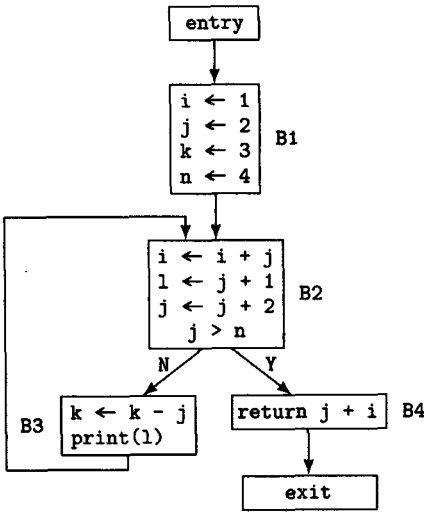 entry
i ← 1
j ← 2
k ← 3
n ← 4
B1
i ← i + j
l ← j + 1
j ← j + 2
j > n
B2
N
Y
B3
k ← k - j
print(l)
return j + i
B4
exit